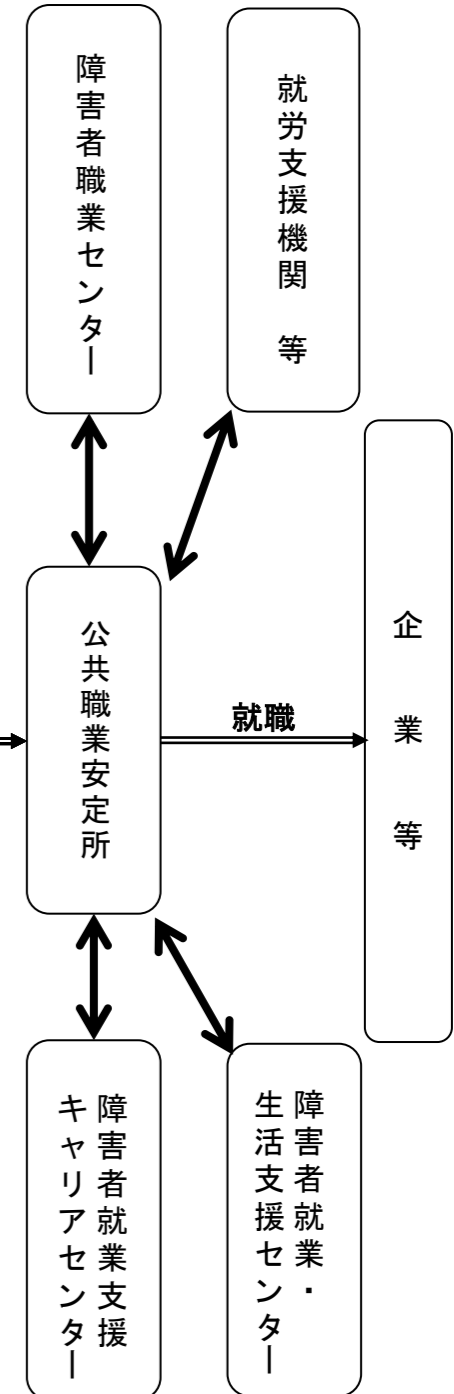 障害者職業センター
就労支援機関　等
公共職業安定所
就職
企業等
障害者就業支援
キャリアセンター
障害者就業・
生活支援センター